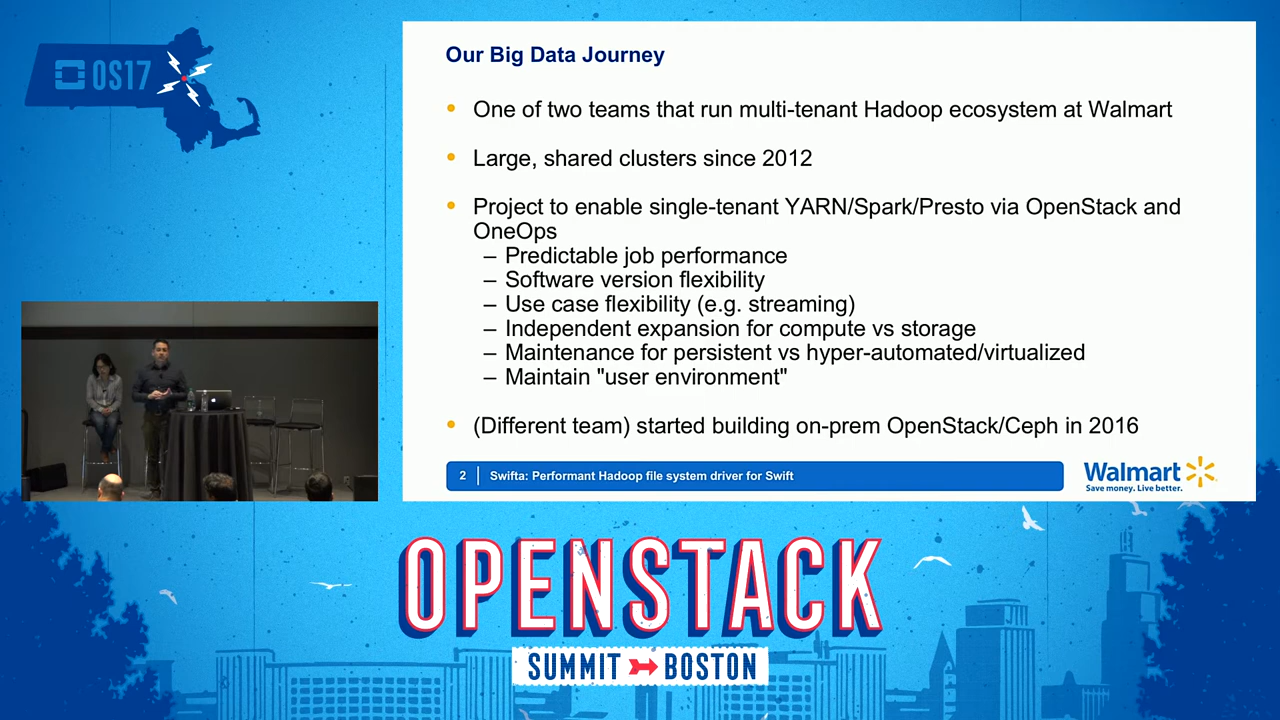 OS17
Our Big Data Journey
• One of two teams that run multi-tenant Hadoop ecosystem at Walmart
• Large, shared clusters since 2012
• Project to enable single-tenant YARN/Spark/Presto via OpenStack and
OneOps
– Predictable job performance
– Software version flexibility
– Use case flexibility (e.g. streaming)
– Independent expansion for compute vs storage
– Maintenance for persistent vs hyper-automated/virtualized
– Maintain "user environment"
• (Different team) started building on-prem OpenStack/Ceph in 2016
2 Swifta: Performant Hadoop file system driver for Swift
Walmart
Save money. Live better.
OPENSTACK
SUMMIT BOSTON